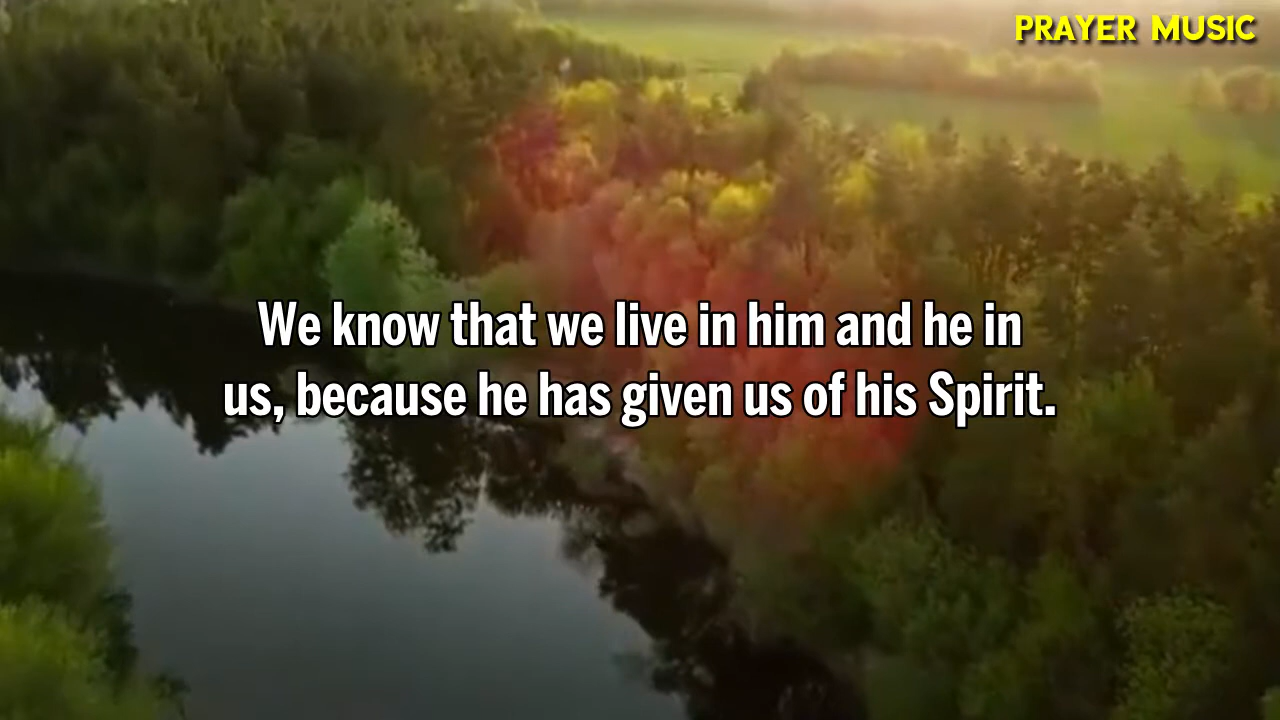 PRAYER MUSIC
We know that we live in him and he in
us, because he has given us of his Spirit.